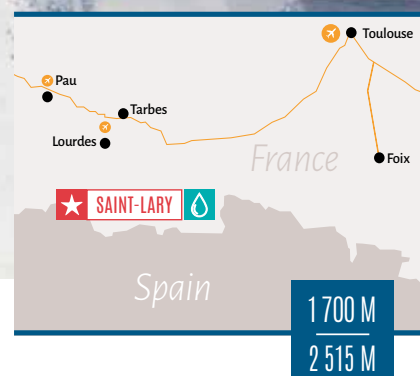 Toulouse
Pau
Tarbes
Lourdes
France
Foix
SAINT-LARY
Spain
1 700 M
2 515 M